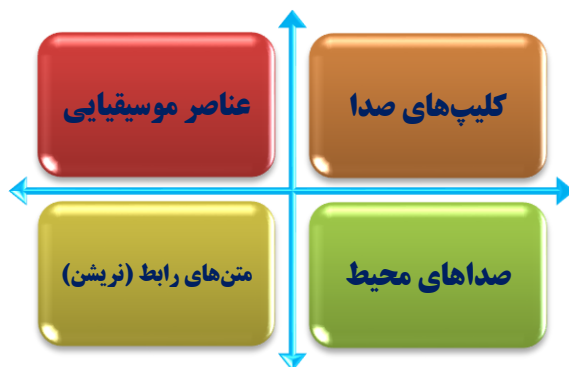 کلیپ‌های صدا
عناصر موسیقیایی
صداهای محیط
متن‌های رابط (نریشن)